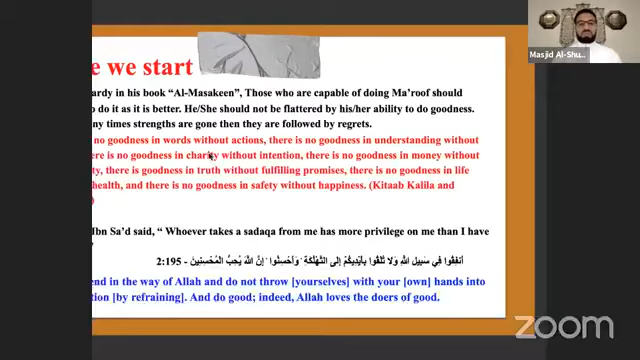 e we start
ardy in his book “Al-Masakeen”, Those who are capable of doing Ma’roof should
o do it as it is better. He/She should not be flattered by his/her ability to do goodness.
ny times strengths are gone then they are followed by regrets.
no goodness in words without actions, there is no goodness in understanding without
ere is no goodness in charity without intention, there is no goodness in money without
ty, there is goodness in truth without fulfilling promises, there is no goodness in life
health, and there is no goodness in safety without happiness. (Kitaab Kalila and
)
Ibn Sa’d said, “ Whoever takes a sadaqa from me has more privilege on me than I have
”
أنفِقُوا فِي سَبِيلِ اللَّهِ وَلَا تُلْقُوا بِأَيْدِيكُمْ إِلَى التَّهْلُكَةِ ۛ وَأَحْسِنُوا ۛ إِنَّ اللَّهَ يُحِبُّ الْمُحْسِنِينَ - 2:195
end in the way of Allah and do not throw [yourselves] with your [own] hands into
tion [by refraining]. And do good; indeed, Allah loves the doers of good.
Masjid Al-Shu...
zoom